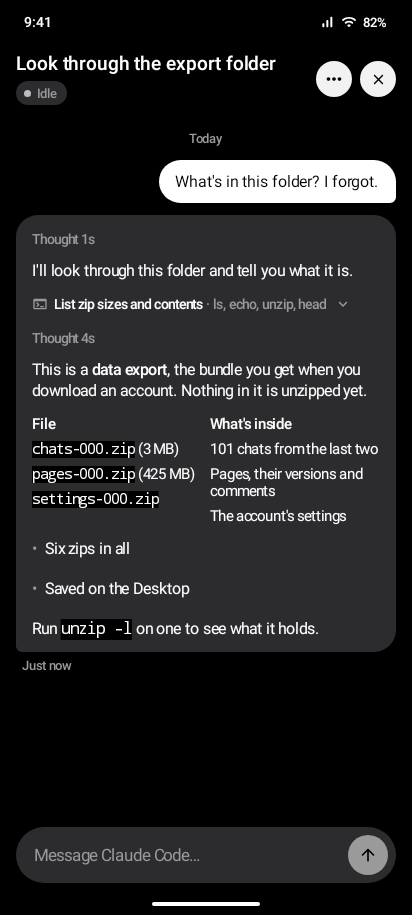 9:41
82%
Look through the export folder
Idle
Today
What's in this folder? I forgot.
Thought 1s
I'll look through this folder and tell you what it is.
List zip sizes and contents · ls, echo, unzip, head
Thought 4s
This is a data export, the bundle you get when you
download an account. Nothing in it is unzipped yet.
File What's inside
chats-000.zip (3 MB) 101 chats from the last two
pages-000.zip (425 MB) Pages, their versions and
comments
settings-000.zip The account's settings
• Six zips in all
• Saved on the Desktop
Run unzip -l on one to see what it holds.
Just now
Message Claude Code...